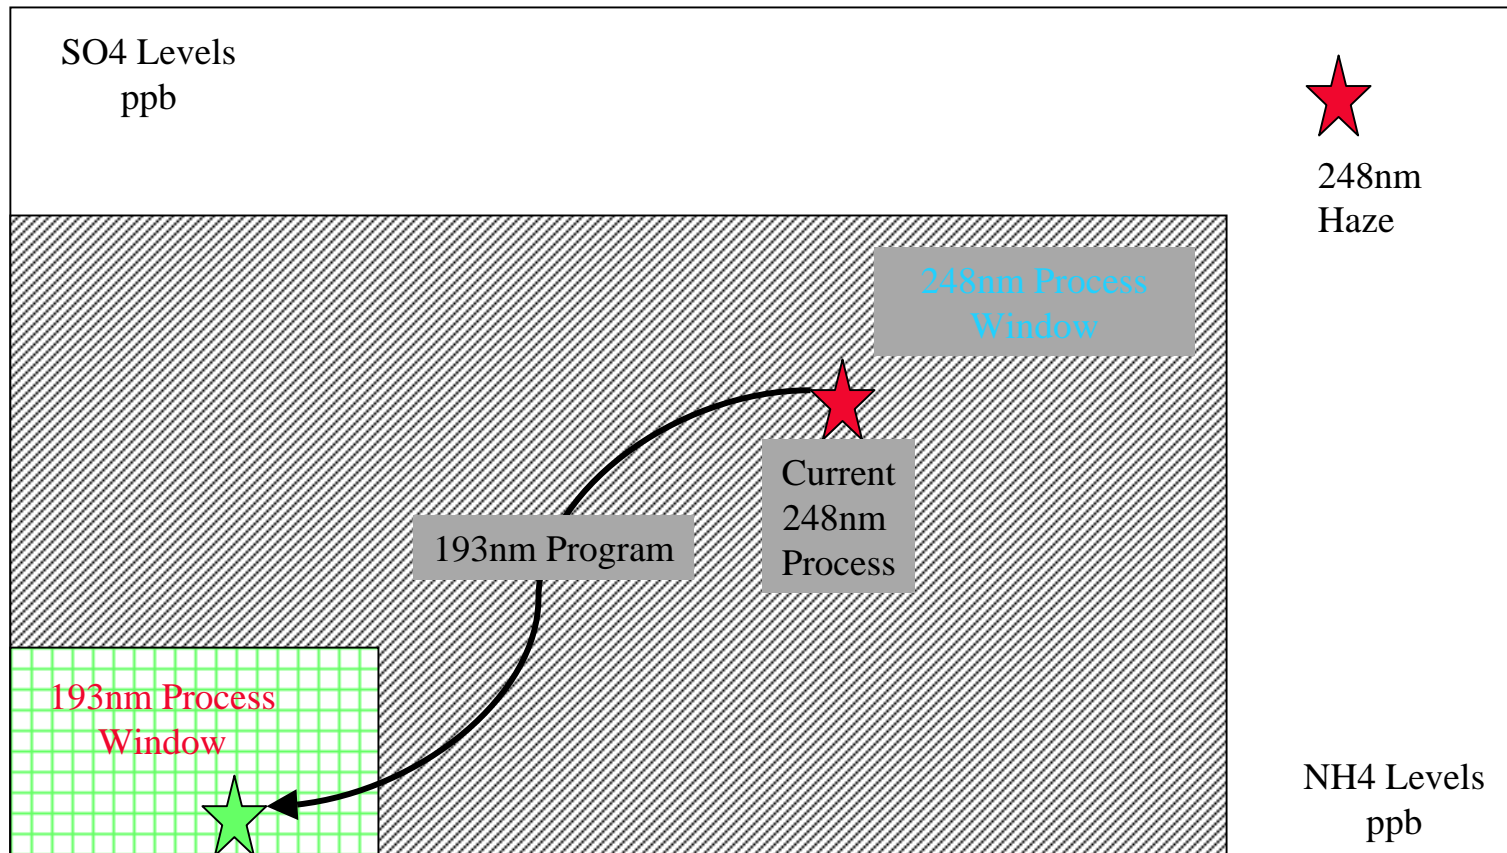 SO4 Levels
ppb
248nm
Haze
248nm Process
Window
Current
248nm
Process
193nm Program
193nm Process
Window
NH4 Levels
ppb